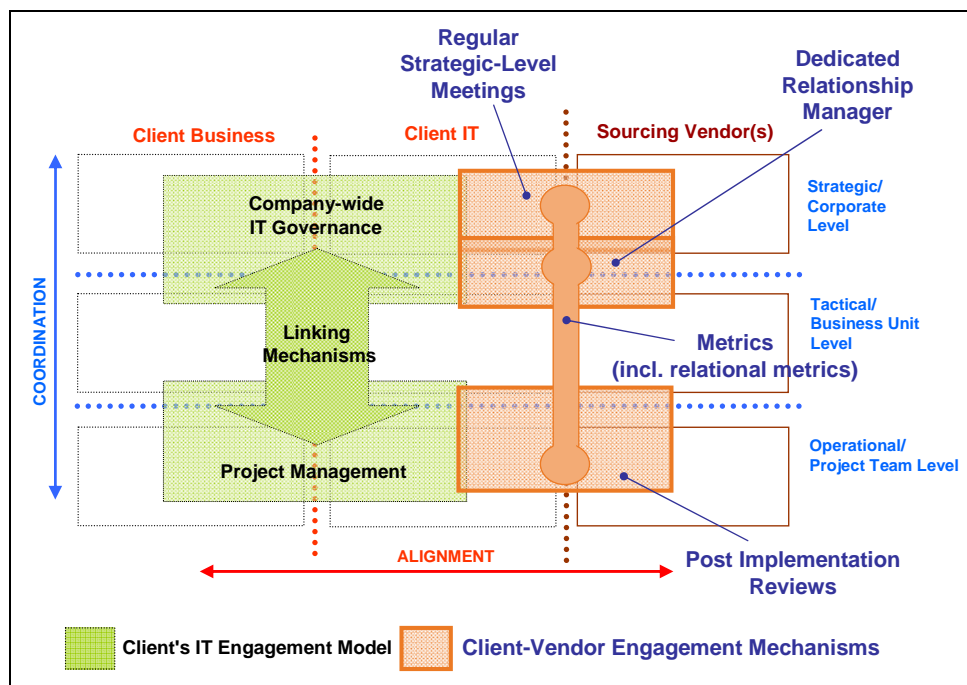 Regular
Strategic-Level
Meetings
Dedicated
Relationship
Manager
Client Business
Client IT
Sourcing Vendor(s)
Company-wide
IT Governance
Strategic/
Corporate
Level
COORDINATION
Linking
Mechanisms
Tactical/
Business Unit
Level
Metrics
(incl. relational metrics)
Project Management
Operational/
Project Team Level
ALIGNMENT
Post Implementation
Reviews
Client's IT Engagement Model
Client-Vendor Engagement Mechanisms